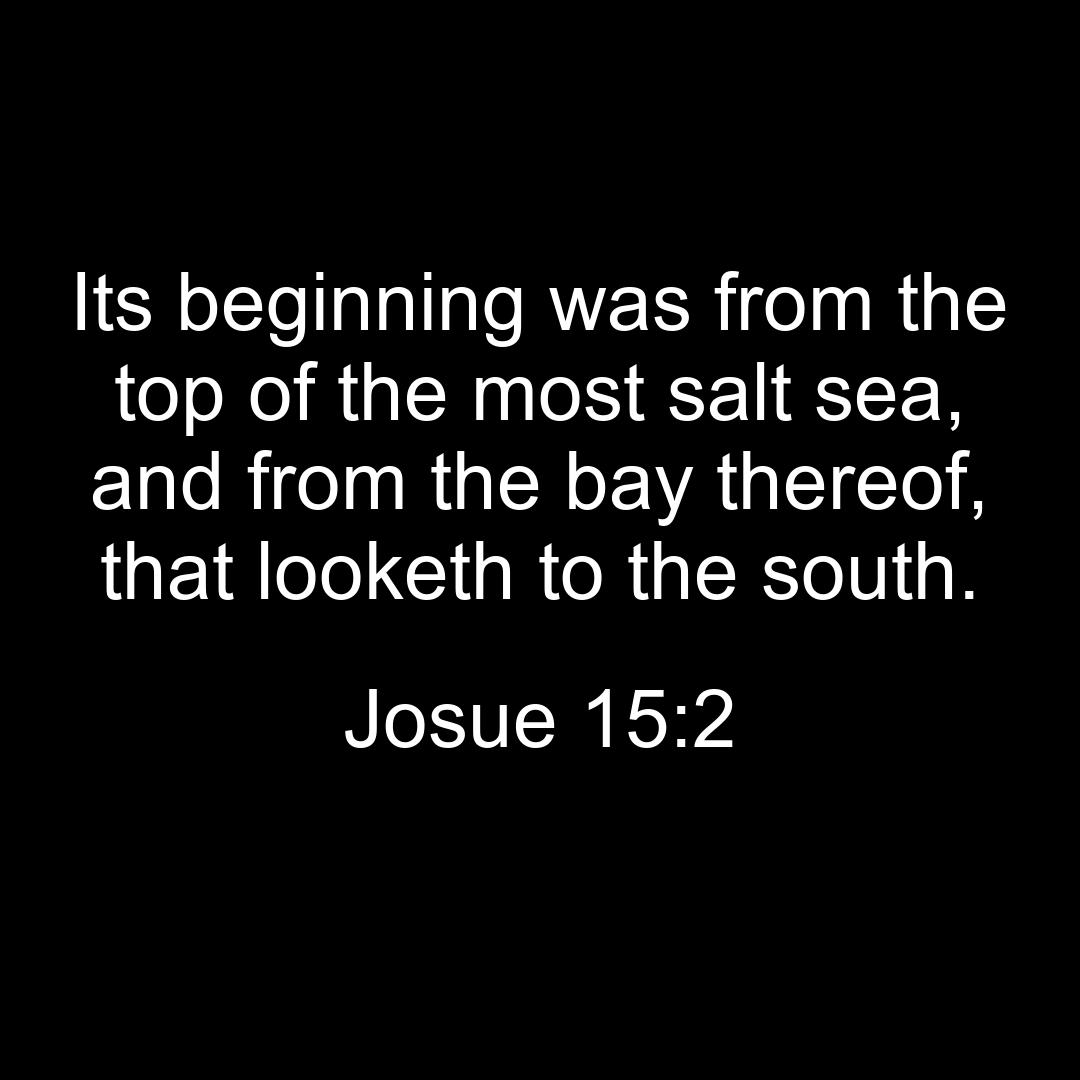 Its beginning was from the
top of the most salt sea,
and from the bay thereof,
that looketh to the south.
Josue 15:2